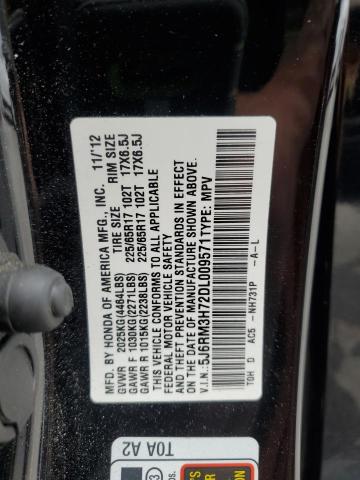 MFD. BY HONDA OF AMERICA MFG., INC. 11/'12
TIRE SIZE RIM SIZE
GVWR 2025KG(4464LBS)
GAWR F 1030KG(2271LBS) 225/65R17 102T 17X6.5J
GAWR R 1015KG(2238LBS) 225/65R17 102T 17X6.5J
THIS VEHICLE CONFORMS TO ALL APPLICABLE
FEDERAL MOTOR VEHICLE SAFETY, BUMPER, AND
THEFT PREVENTION STANDARDS IN EFFECT
ON THE DATE OF MANUFACTURE SHOWN ABOVE.
V.I.N.: 5J6RM3H72DL009571 TYPE: MPV
T0H D AC5 - NH731P -A-L
T0A A2